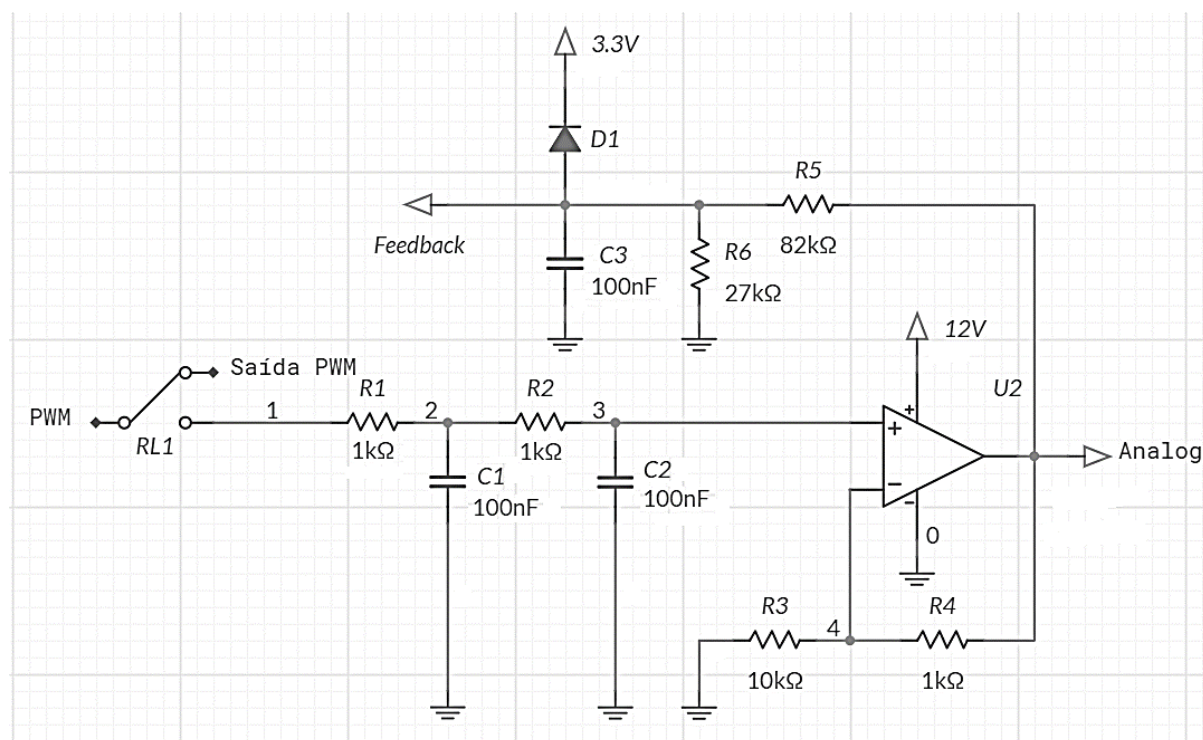 3.3V
D1
R5
Feedback
C3
100nF
R6
27kΩ
82kΩ
12V
Saída PWM
R1
R2
U2
PWM
1
2
3
RL1
1kΩ
1kΩ
C1
100nF
C2
100nF
+
+
−
−
Analog
0
R3
4
R4
10kΩ
1kΩ